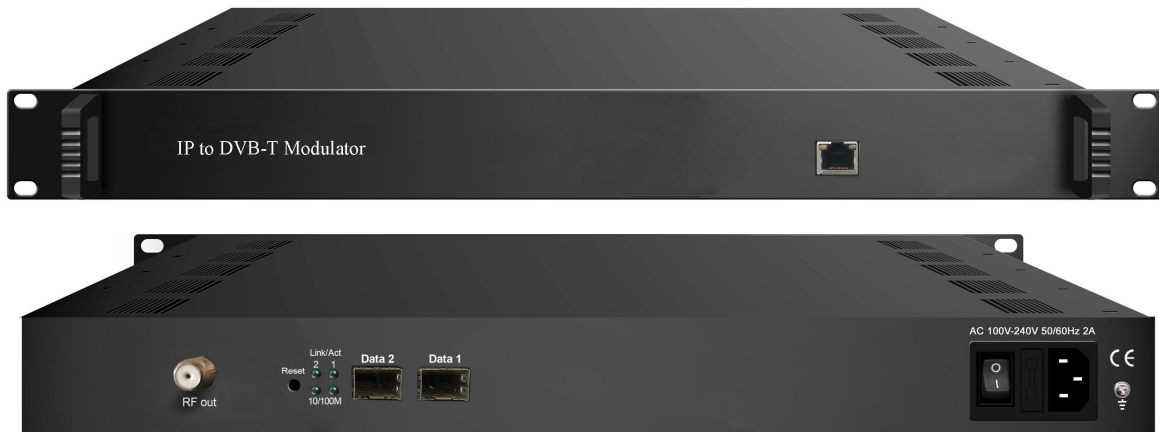 IP to DVB-T Modulator
AC 100V-240V 50/60Hz 2A
Link/Act
2 1
Data 2
Data 1
Reset
10/100M
RF out
O
I
CE